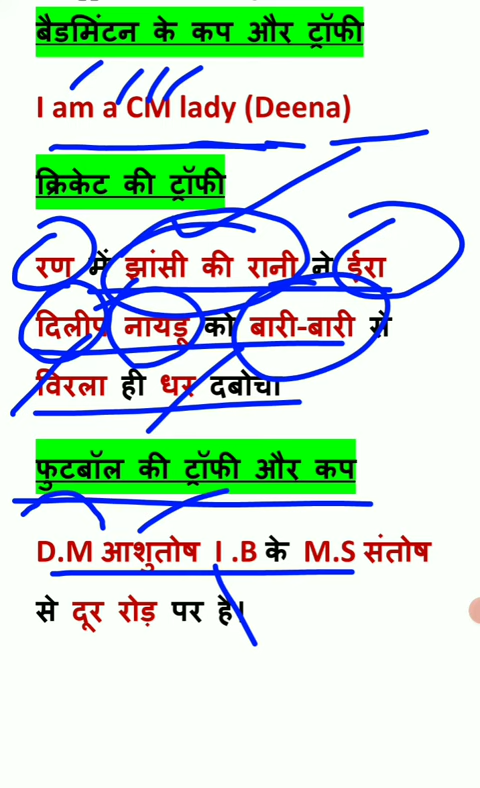 बैडमिंटन के कप और ट्रॉफी
I am a CM lady (Deena)
क्रिकेट की ट्रॉफी
रण में झांसी की रानी ने ईरा
दिलीप नायडू को बारी-बारी से
विरला ही धर दबोचा
फुटबॉल की ट्रॉफी और कप
D.M आशुतोष I .B के M.S संतोष
से दूर रोड़ पर है।